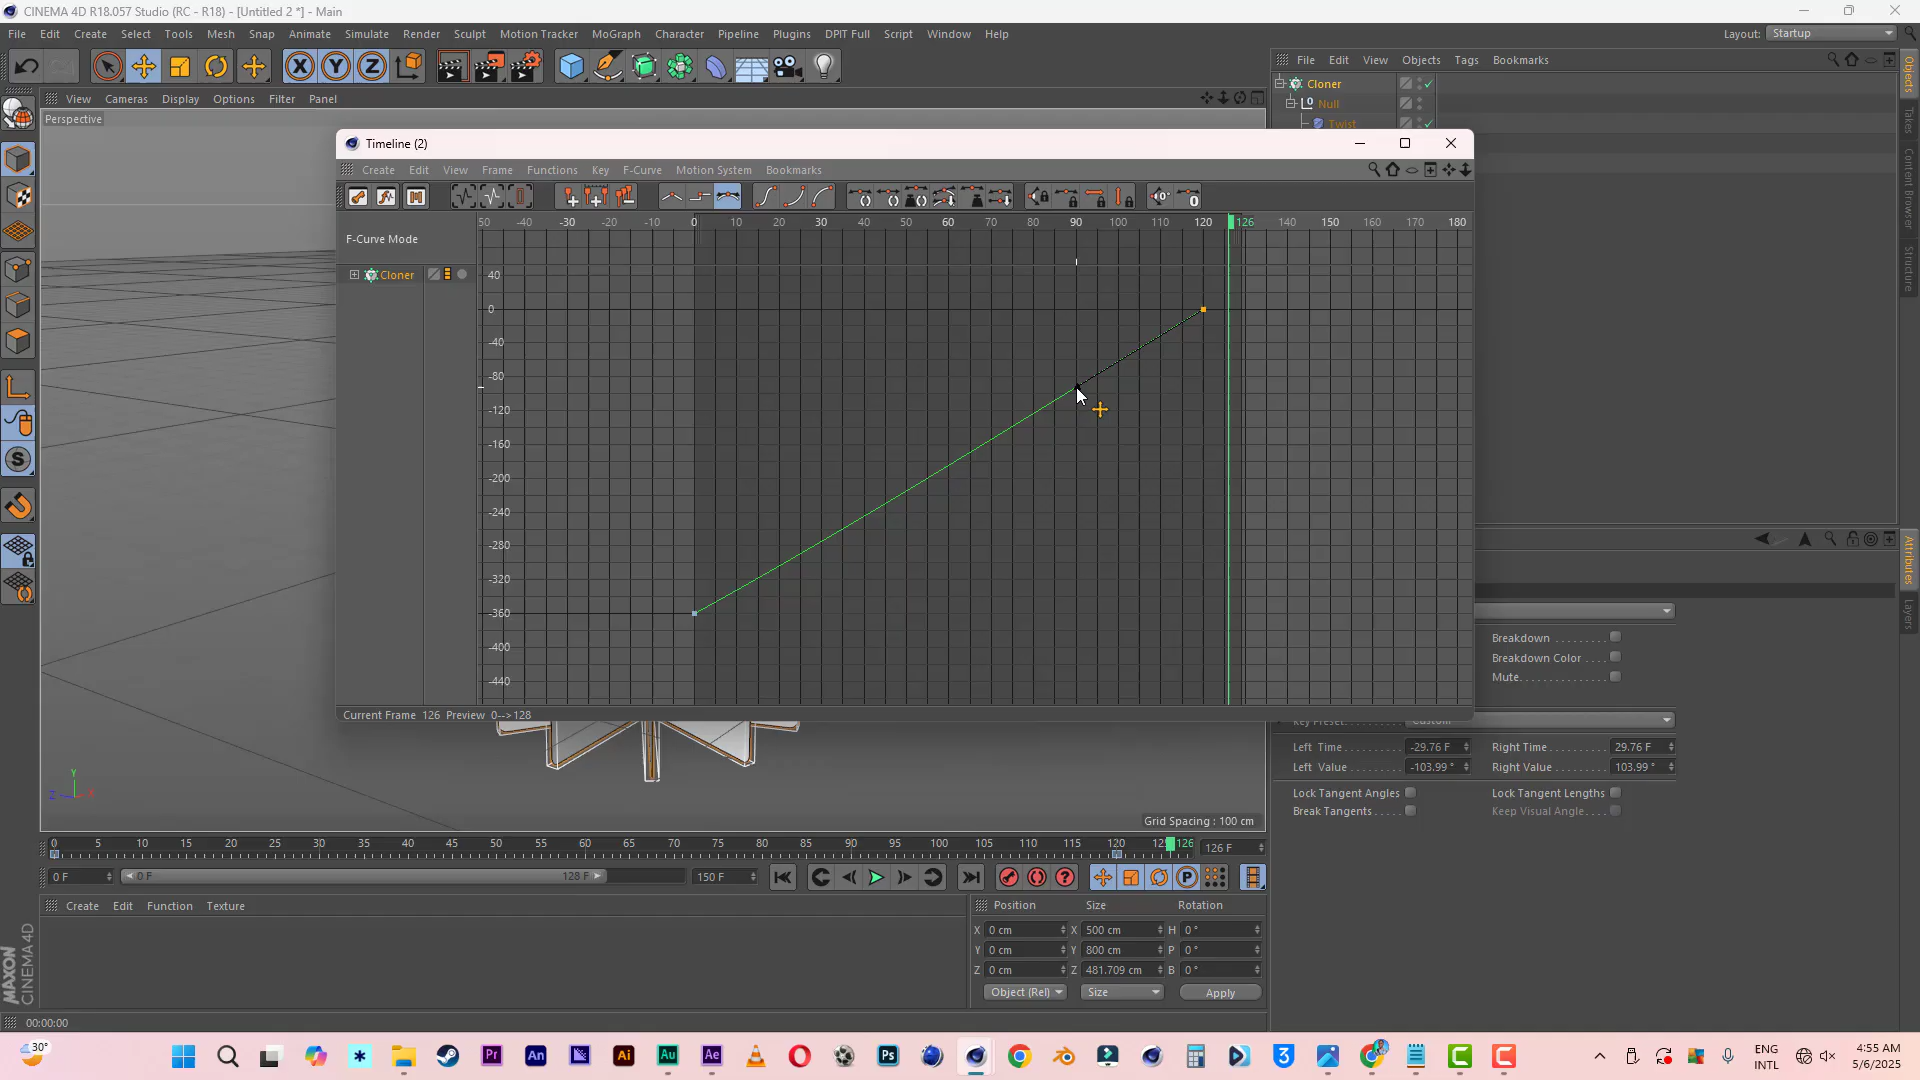 CINEMA 4D R18.057 Studio (RC - R18) - [Untitled 2 *] - Main
File Edit Create Select Tools Mesh Snap Animate Simulate Render Sculpt Motion Tracker MoGraph Character Pipeline Plugins DPIT Full Script Window Help
Layout: Startup
View Cameras Display Options Filter Panel
File Edit View Objects Tags Bookmarks
Perspective
Cloner
Null
Twist
Objects
Takes
Content Browser
Structure
Timeline (2)
Create Edit View Frame Functions Key F-Curve Motion System Bookmarks
50 -40 -30 -20 -10 0 10 20 30 40 50 60 70 80 90 100 110 120 126 140 150 160 170 180
F-Curve Mode
Cloner
40
0
-40
-80
-120
-160
-200
-240
-280
-320
-360
-400
-440
Current Frame 126 Preview 0-->128
Attributes
Layers
Breakdown
Breakdown Color
Mute
Key Preset Custom
Left Time -29.76 F Right Time 29.76 F
Left Value -103.99 ° Right Value 103.99 °
Lock Tangent Angles Lock Tangent Lengths
Break Tangents Keep Visual Angle
Y
Z X
Grid Spacing : 100 cm
0 5 10 15 20 25 30 35 40 45 50 55 60 65 70 75 80 85 90 95 100 105 110 115 120 12 126 126 F
0 F 0 F 128 F 150 F
Create Edit Function Texture
Position Size Rotation
X 0 cm X 500 cm H 0 °
Y 0 cm Y 800 cm P 0 °
Z 0 cm Z 481.709 cm B 0 °
Object (Rel) Size Apply
MAXON
CINEMA 4D
00:00:00
30°
ENG
INTL
4:55 AM
5/6/2025